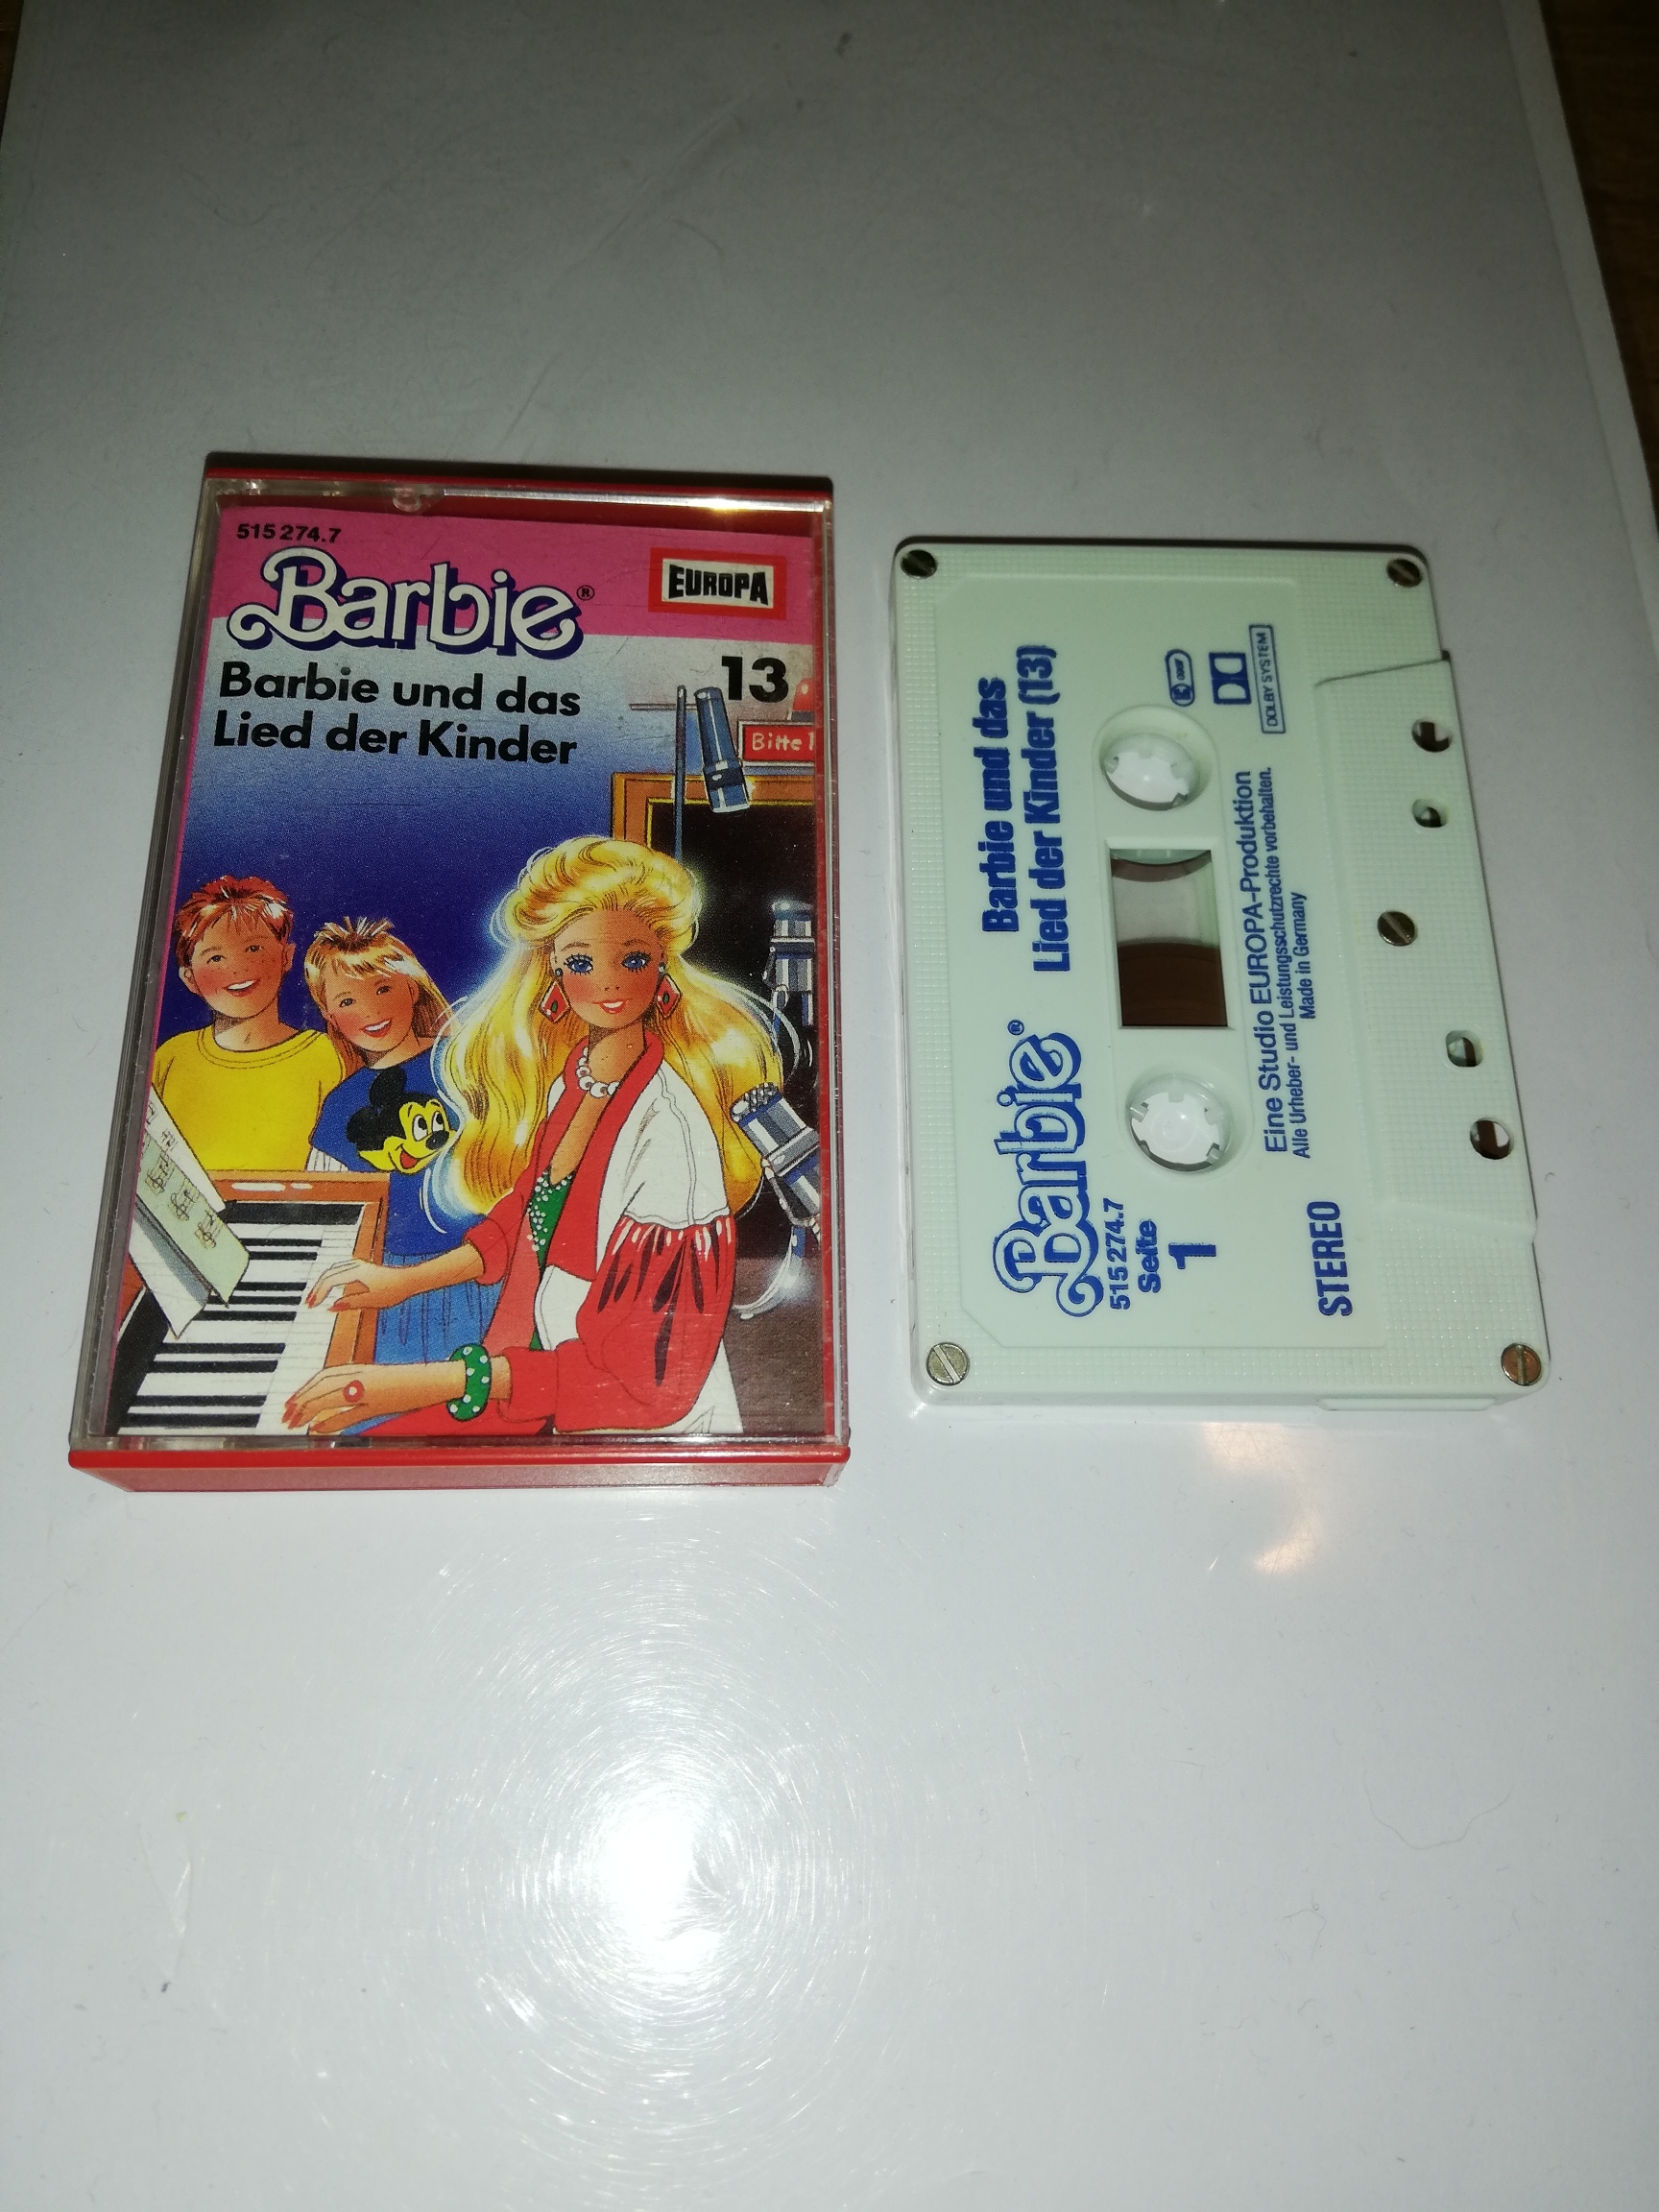 515 274.7
Barbie®
EUROPA
Barbie und das
Lied der Kinder
13
Bitte
Barbie und das
Lied der Kinder (13)
Barbie®
515274.7
Seite
1
DOLBY SYSTEM
Eine Studio EUROPA-Produktion
Alle Urheber- und Leistungsschutzrechte vorbehalten.
Made in Germany
STEREO